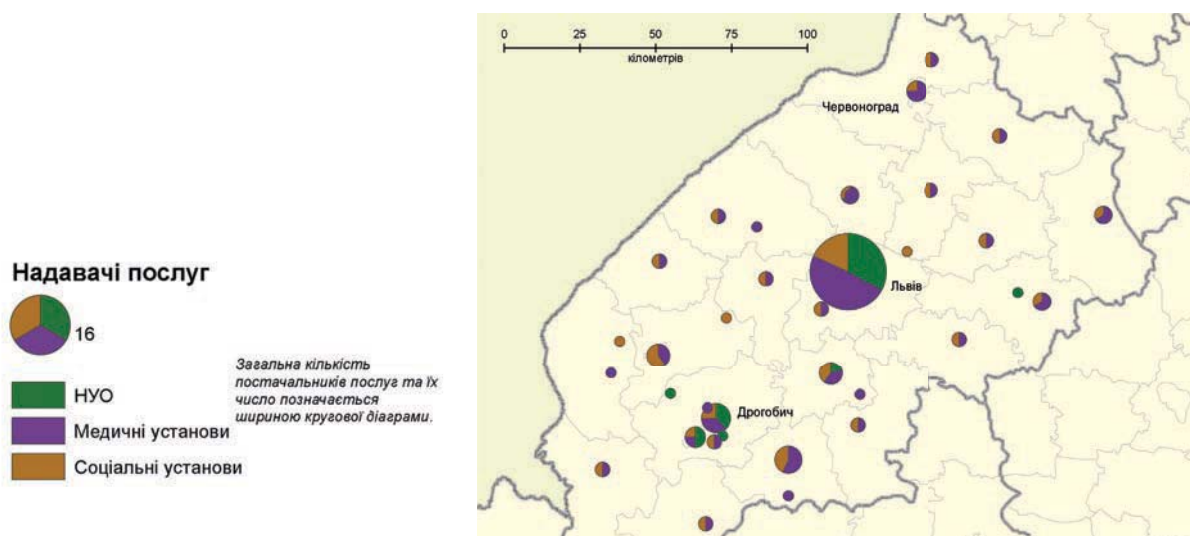 0 25 50 75 100
кілометрів
Червоноград
Львів
Дрогобич
Надавачі послуг
16
Загальна кількість
постачальників послуг та їх
число позначається
шириною кругової діаграми.
НУО
Медичні установи
Соціальні установи